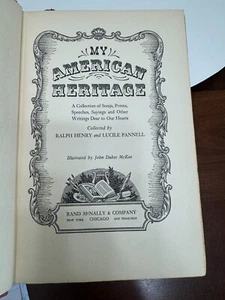 MY
AMERICAN
HERITAGE
A Collection of Songs, Poems,
Speeches, Sayings and Other
Writings Dear to Our Hearts
Collected by
RALPH HENRY and LUCILE PANNELL
Illustrated by John Dukes McKee
RAND McNALLY & COMPANY
NEW YORK CHICAGO SAN FRANCISCO